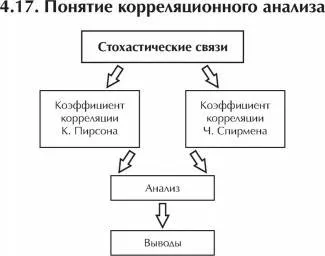 4.17. Понятие корреляционного анализа
Стохастические связи
Коэффициент
корреляции
К. Пирсона
Коэффициент
корреляции
Ч. Спирмена
Анализ
Выводы